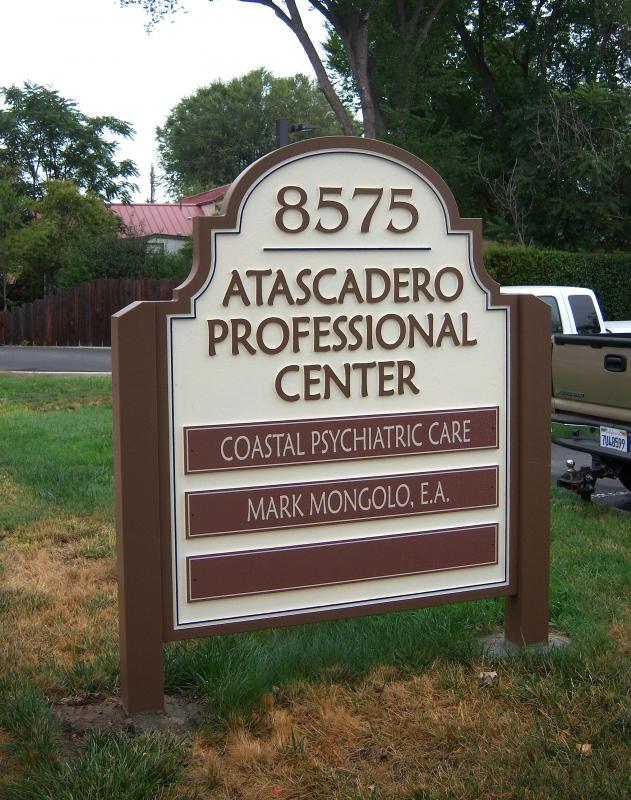 8575
ATASCADERO
PROFESSIONAL
CENTER
COASTAL PSYCHIATRIC CARE
MARK MONGOLO, E.A.